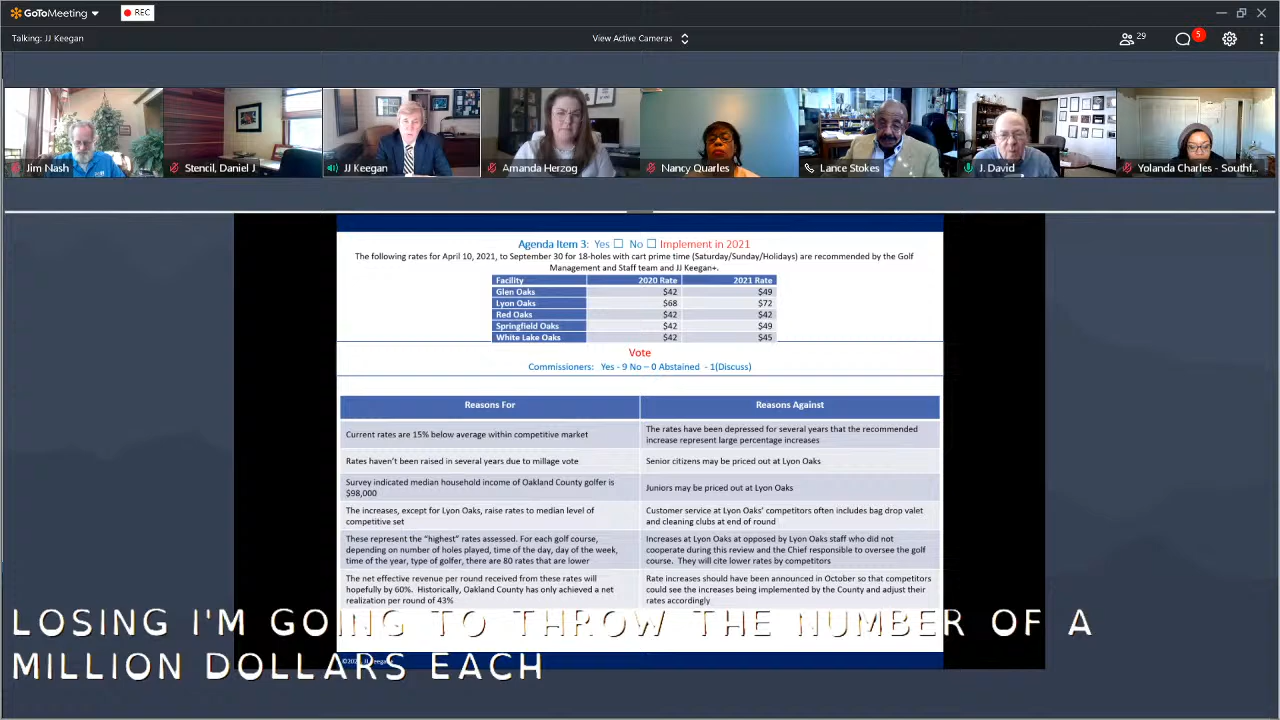 GoToMeeting
REC
Talking: JJ Keegan
View Active Cameras
29
5
Jim Nash
Stencil, Daniel J
JJ Keegan
Amanda Herzog
Nancy Quarles
Lance Stokes
J. David
Yolanda Charles - Southf...
Agenda Item 3: Yes ☐ No ☐ Implement in 2021
The following rates for April 10, 2021, to September 30 for 18-holes with cart prime time (Saturday/Sunday/Holidays) are recommended by the Golf
Management and Staff team and JJ Keegan+.
Facility 2020 Rate 2021 Rate
Glen Oaks $42 $49
Lyon Oaks $68 $72
Red Oaks $42 $42
Springfield Oaks $42 $49
White Lake Oaks $42 $45
Vote
Commissioners: Yes - 9 No – 0 Abstained - 1(Discuss)
Reasons For Reasons Against
Current rates are 15% below average within competitive market
The rates have been depressed for several years that the recommended
increase represent large percentage increases
Rates haven't been raised in several years due to millage vote
Senior citizens may be priced out at Lyon Oaks
Survey indicated median household income of Oakland County golfer is
$98,000
Juniors may be priced out at Lyon Oaks
The increases, except for Lyon Oaks, raise rates to median level of
competitive set
Customer service at Lyon Oaks' competitors often includes bag drop valet
and cleaning clubs at end of round
These represent the "highest" rates assessed. For each golf course,
depending on number of holes played, time of the day, day of the week,
time of the year, type of golfer, there are 80 rates that are lower
Increases at Lyon Oaks at opposed by Lyon Oaks staff who did not
cooperate during this review and the Chief responsible to oversee the golf
course. They will cite lower rates by competitors
The net effective revenue per round received from these rates will
hopefully by 60%. Historically, Oakland County has only achieved a net
realization per round of 43%
Rate increases should have been announced in October so that competitors
could see the increases being implemented by the County and adjust their
rates accordingly
LOSING I'M GOING TO THROW THE NUMBER OF A
MILLION DOLLARS EACH